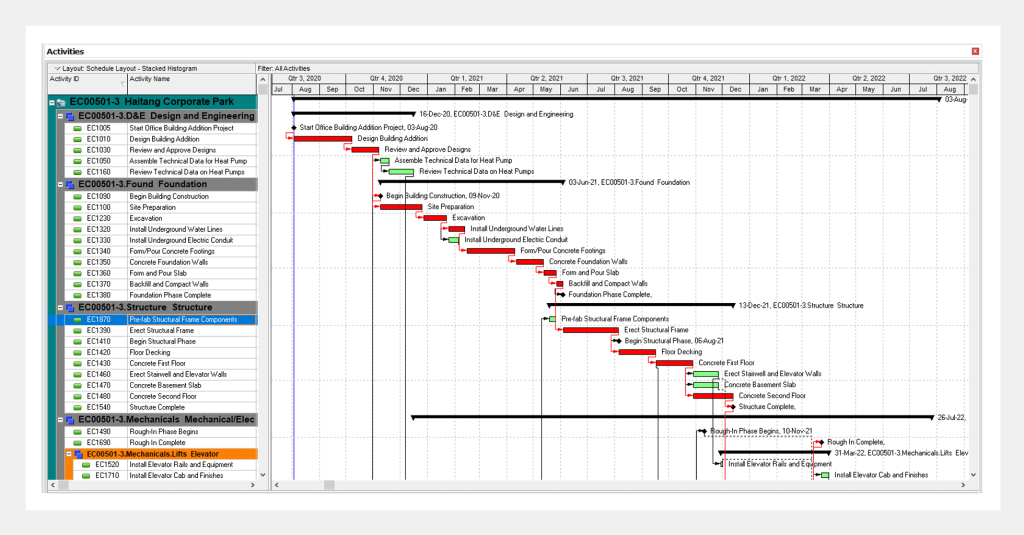 Activities
Layout: Schedule Layout - Stacked Histogram Filter: All Activities
Activity ID Activity Name Qtr 3, 2020 Qtr 4, 2020 Qtr 1, 2021 Qtr 2, 2021 Qtr 3, 2021 Qtr 4, 2021 Qtr 1, 2022 Qtr 2, 2022 Qtr 3, 2022
Jul Aug Sep Oct Nov Dec Jan Feb Mar Apr May Jun Jul Aug Sep Oct Nov Dec Jan Feb Mar Apr May Jun Jul Aug
EC00501-3 Haitang Corporate Park 03-Aug-
EC00501-3.D&E Design and Engineering 16-Dec-20, EC00501-3.D&E Design and Engineering
EC1005 Start Office Building Addition Project Start Office Building Addition Project, 03-Aug-20
EC1010 Design Building Addition Design Building Addition
EC1030 Review and Approve Designs Review and Approve Designs
EC1050 Assemble Technical Data for Heat Pump Assemble Technical Data for Heat Pump
EC1160 Review Technical Data on Heat Pumps Review Technical Data on Heat Pumps
EC00501-3.Found Foundation 03-Jun-21, EC00501-3.Found Foundation
EC1090 Begin Building Construction Begin Building Construction, 09-Nov-20
EC1100 Site Preparation Site Preparation
EC1230 Excavation Excavation
EC1320 Install Underground Water Lines Install Underground Water Lines
EC1330 Install Underground Electric Conduit Install Underground Electric Conduit
EC1340 Form/Pour Concrete Footings Form/Pour Concrete Footings
EC1350 Concrete Foundation Walls Concrete Foundation Walls
EC1360 Form and Pour Slab Form and Pour Slab
EC1370 Backfill and Compact Walls Backfill and Compact Walls
EC1380 Foundation Phase Complete Foundation Phase Complete,
EC00501-3.Structure Structure 13-Dec-21, EC00501-3.Structure Structure
EC1870 Pre-fab Structural Frame Components Pre-fab Structural Frame Components
EC1390 Erect Structural Frame Erect Structural Frame
EC1410 Begin Structural Phase Begin Structural Phase, 06-Aug-21
EC1420 Floor Decking Floor Decking
EC1430 Concrete First Floor Concrete First Floor
EC1460 Erect Stairwell and Elevator Walls Erect Stairwell and Elevator Walls
EC1470 Concrete Basement Slab Concrete Basement Slab
EC1480 Concrete Second Floor Concrete Second Floor
EC1540 Structure Complete Structure Complete,
EC00501-3.Mechanicals Mechanical/Elec 26-Jul-22,
EC1490 Rough-In Phase Begins Rough-In Phase Begins, 10-Nov-21
EC1690 Rough-In Complete Rough In Complete,
EC00501-3.Mechanicals.Lifts Elevator 31-Mar-22, EC00501-3.Mechanicals.Lifts Elev
EC1520 Install Elevator Rails and Equipment Install Elevator Rails and Equipment
EC1710 Install Elevator Cab and Finishes Install Elevator Cab and Finishes